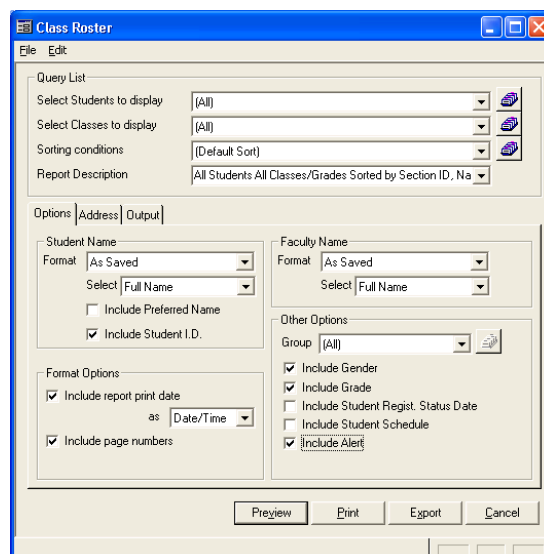 Class Roster
File Edit
Query List
Select Students to display (All)
Select Classes to display (All)
Sorting conditions (Default Sort)
Report Description All Students All Classes/Grades Sorted by Section ID, Na
Options Address Output
Student Name
Format As Saved
Select Full Name
Include Preferred Name
Include Student I.D.
Faculty Name
Format As Saved
Select Full Name
Format Options
Include report print date
as Date/Time
Include page numbers
Other Options
Group (All)
Include Gender
Include Grade
Include Student Regist. Status Date
Include Student Schedule
Include Alert
Preview Print Export Cancel